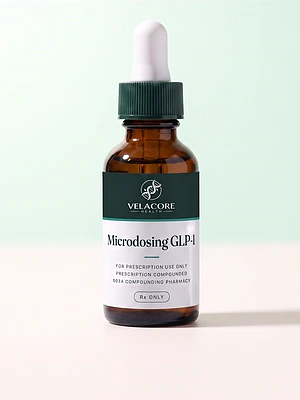 VELACORE
HEALTH
Microdosing GLP-1
FOR PRESCRIPTION USE ONLY
PRESCRIPTION COMPOUNDED
503A COMPOUNDING PHARMACY
Rx ONLY